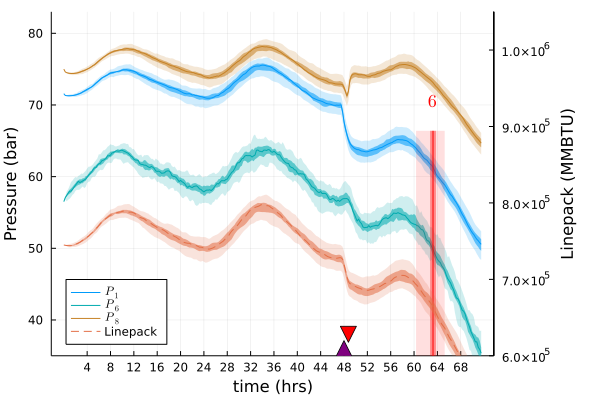 80
70
60
50
40
Pressure (bar)
1.0×10⁶
9.0×10⁵
8.0×10⁵
7.0×10⁵
6.0×10⁵
Linepack (MMBTU)
6
P₁
P₆
P₈
Linepack
4 8 12 16 20 24 28 32 36 40 44 48 52 56 60 64 68
time (hrs)